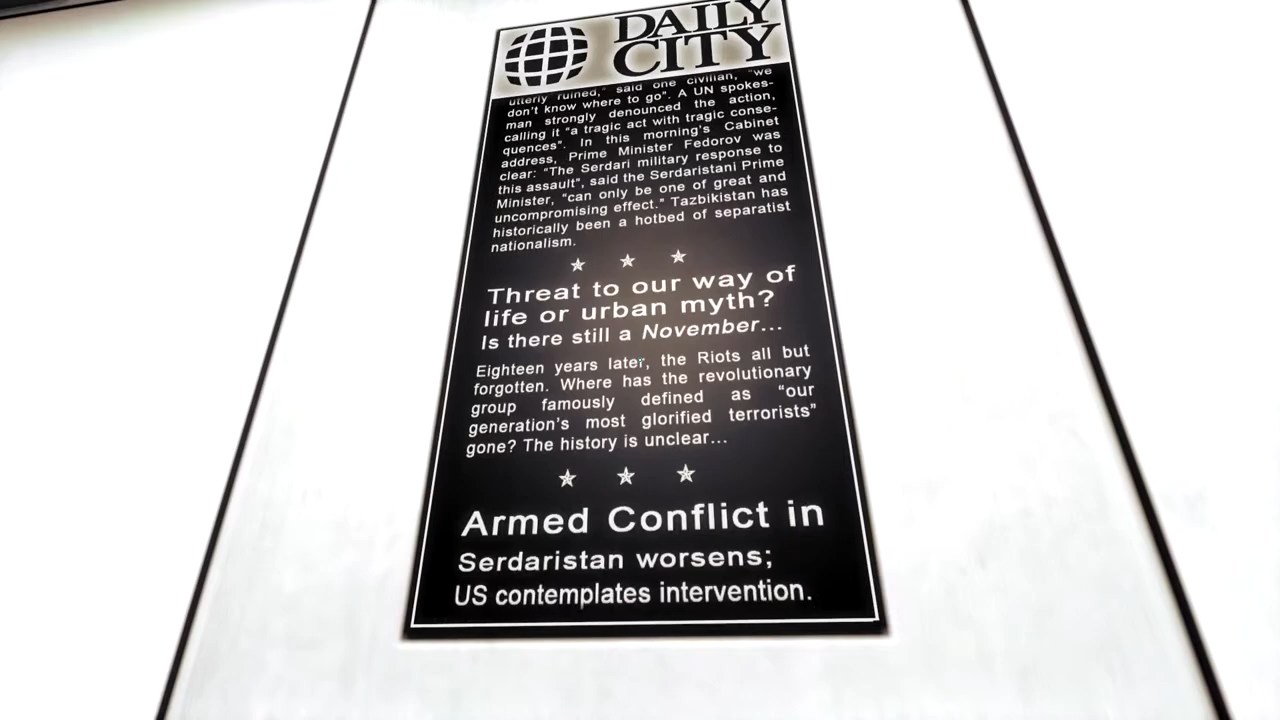 DAILY
CITY
utterly ruined," said one civilian, "we
don't know where to go". A UN spokes-
man strongly denounced the action,
calling it "a tragic act with tragic conse-
quences". In this morning's Cabinet
address, Prime Minister Fedorov was
clear: "The Serdari military response to
this assault", said the Serdaristani Prime
Minister, "can only be one of great and
uncompromising effect." Tazbikistan has
historically been a hotbed of separatist
nationalism.
Threat to our way of
life or urban myth?
Is there still a November...
Eighteen years later, the Riots all but
forgotten. Where has the revolutionary
group famously defined as “our
generation's most glorified terrorists”
gone? The history is unclear...
Armed Conflict in
Serdaristan worsens;
US contemplates intervention.